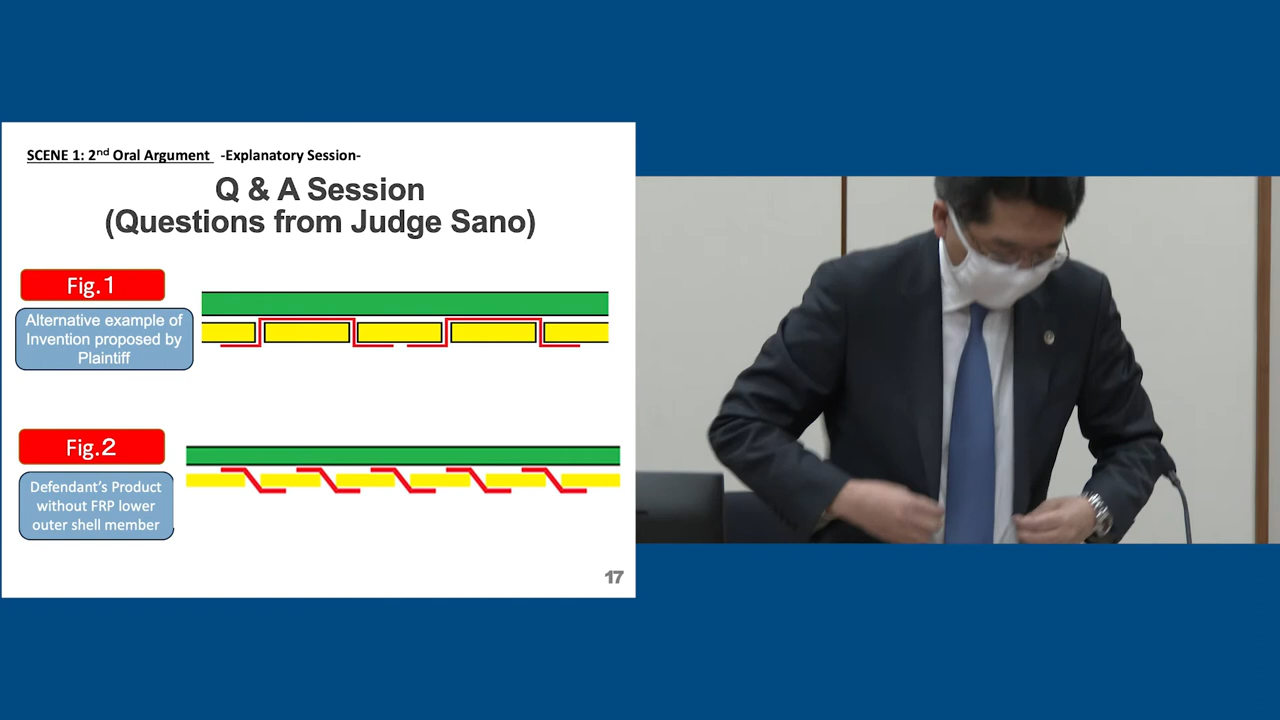 SCENE 1: 2nd Oral Argument -Explanatory Session-
Q & A Session
(Questions from Judge Sano)
Fig.1
Alternative example of
Invention proposed by
Plaintiff
Fig.2
Defendant's Product
without FRP lower
outer shell member
17